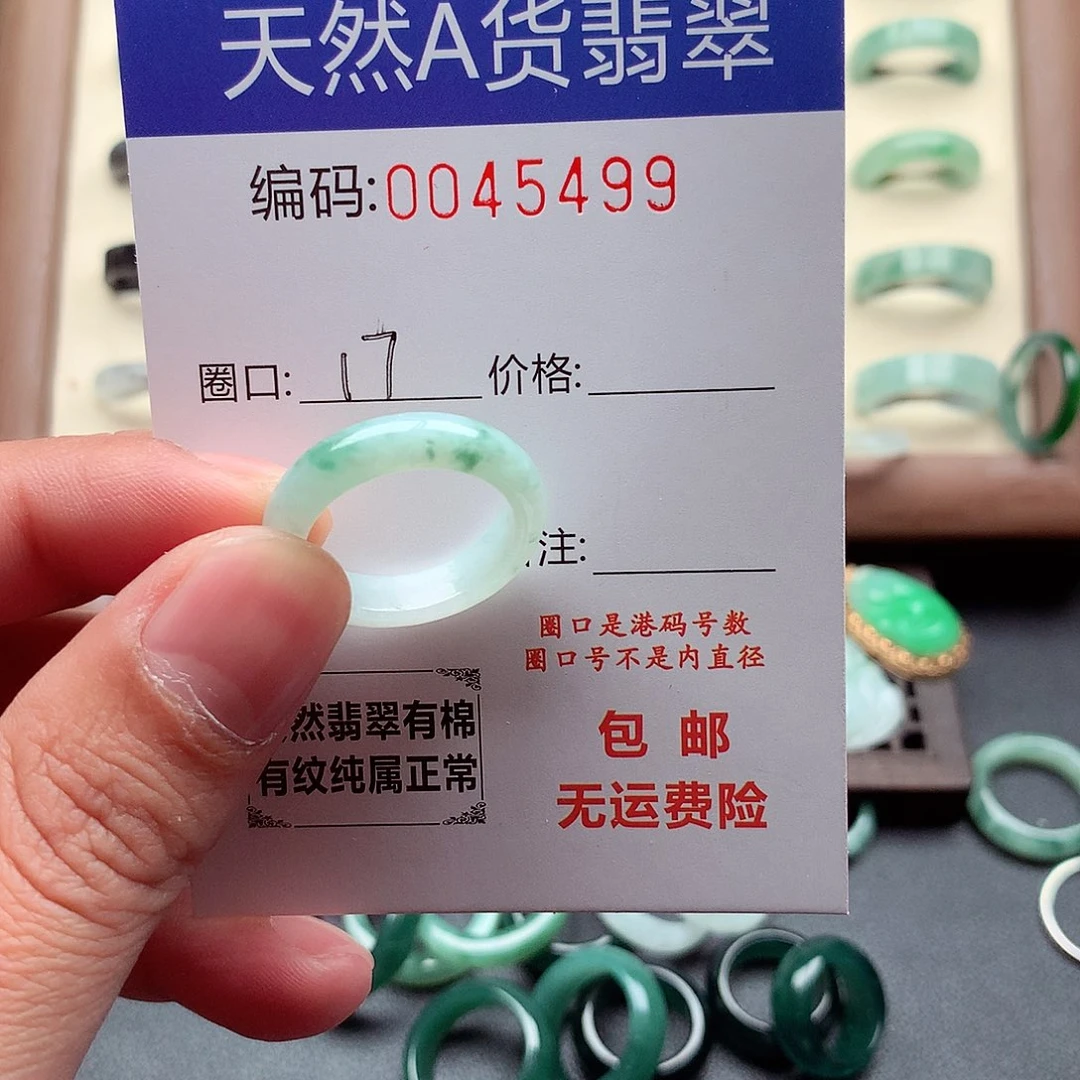 天然A货翡翠
编码:0045499
圈口: 17 价格:
注:
圈口是港码号数
圈口号不是内直径
然翡翠有棉
有纹纯属正常
包 邮
无运费险